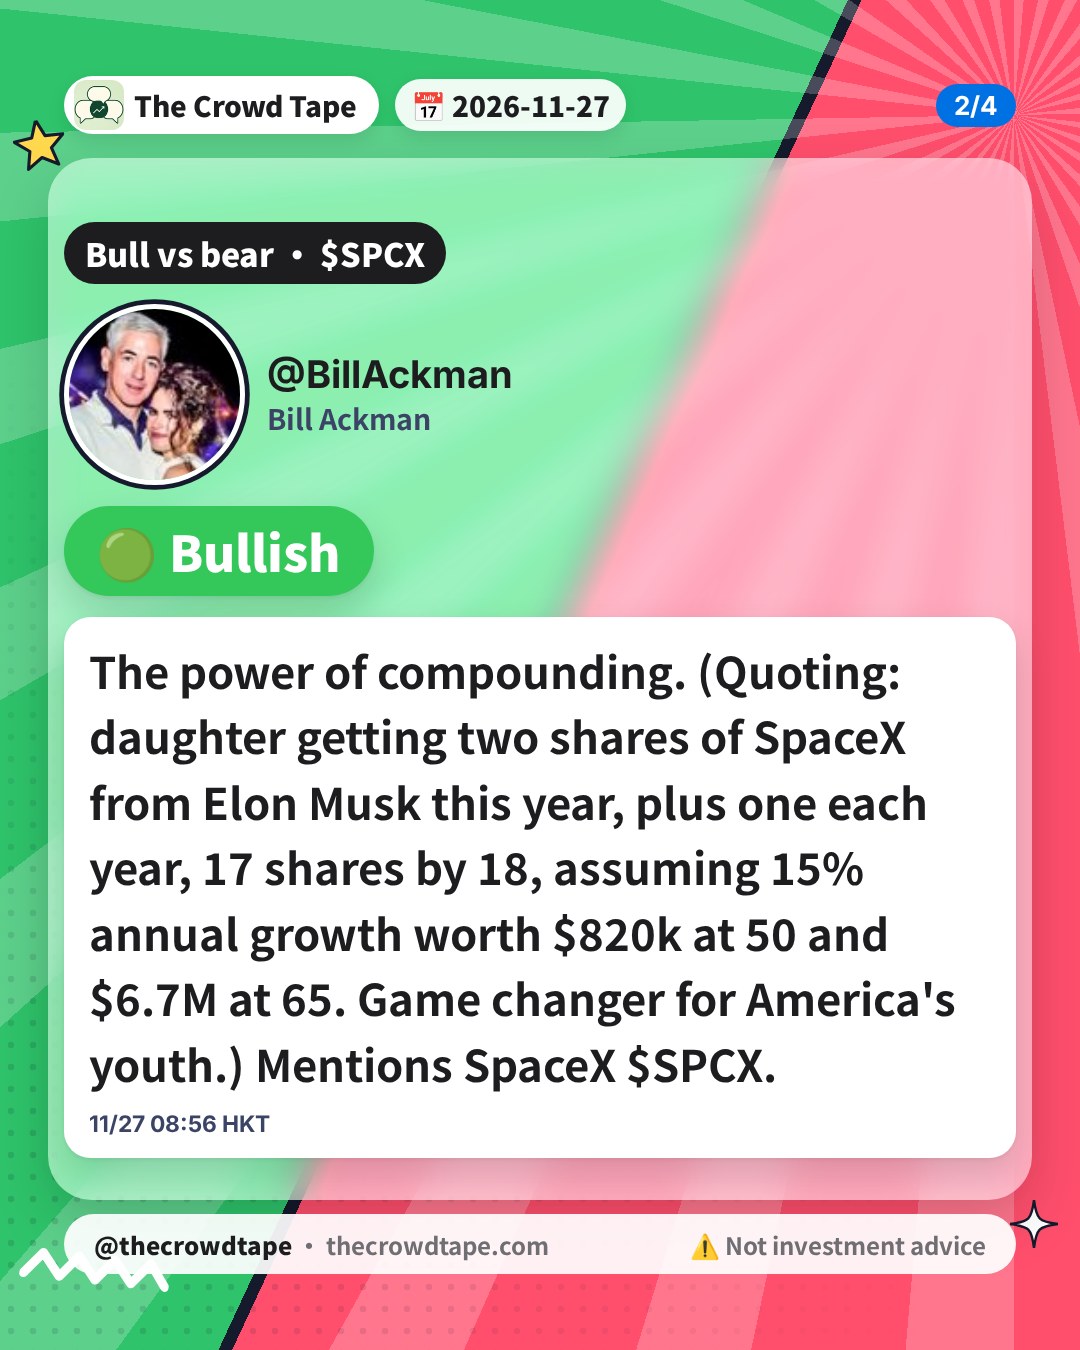 The Crowd Tape
July 17 2026-11-27
2/4
Bull vs bear • $SPCX
@BillAckman
Bill Ackman
Bullish
The power of compounding. (Quoting:
daughter getting two shares of SpaceX
from Elon Musk this year, plus one each
year, 17 shares by 18, assuming 15%
annual growth worth $820k at 50 and
$6.7M at 65. Game changer for America's
youth.) Mentions SpaceX $SPCX.
11/27 08:56 HKT
@thecrowdtape • thecrowdtape.com
⚠️ Not investment advice